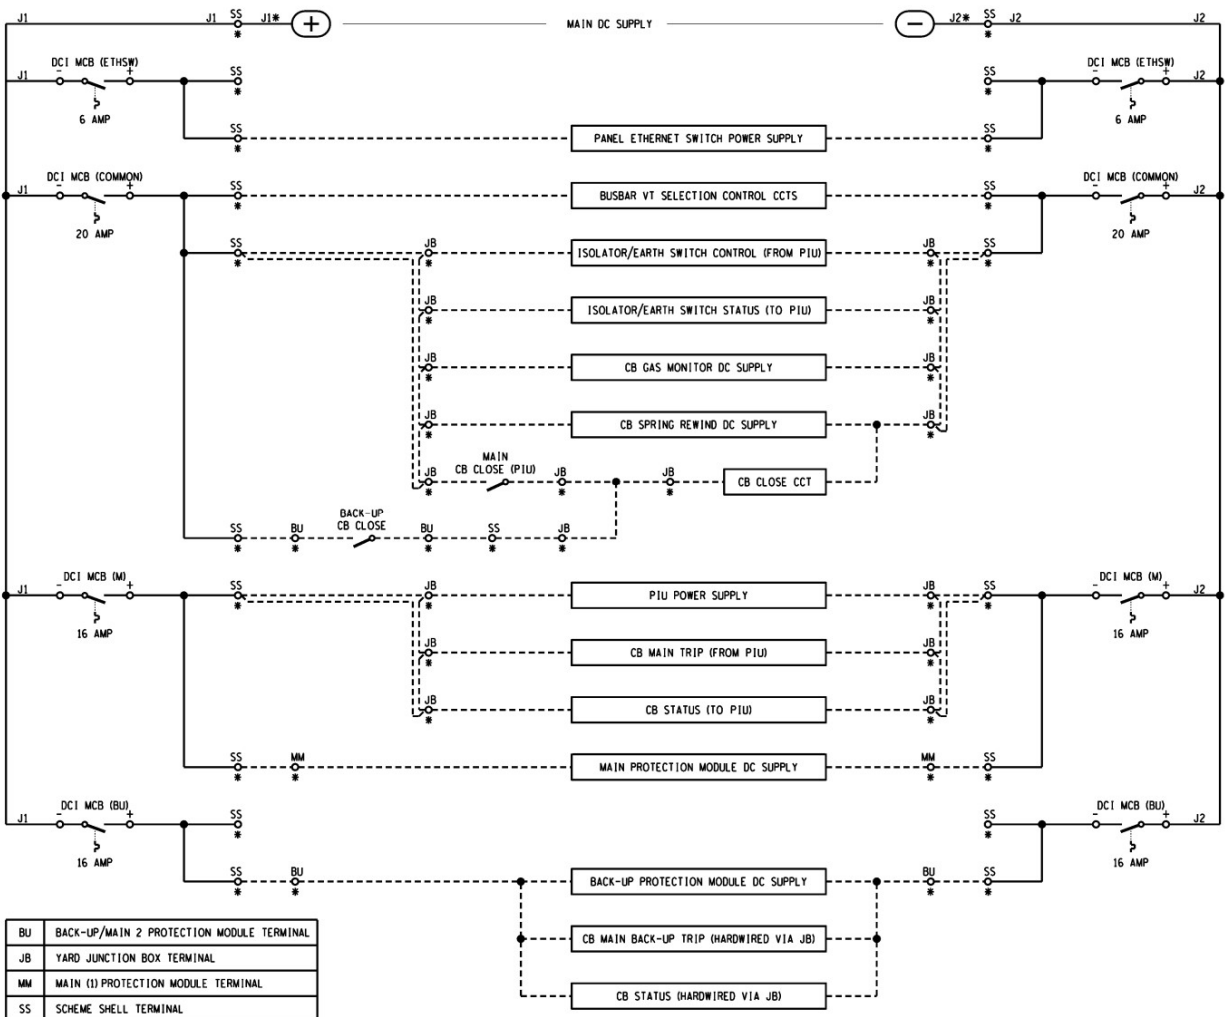 J1 J1 SS J1* + MAIN DC SUPPLY - J2* SS J2 J2
* *
DCI MCB (ETHSW) SS SS DCI MCB (ETHSW)
J1 - + * * - + J2
6 AMP 6 AMP
SS PANEL ETHERNET SWITCH POWER SUPPLY SS
* *
DCI MCB (COMMON) SS SS DCI MCB (COMMON)
J1 - + BUSBAR VT SELECTION CONTROL CCTS - + J2
* *
20 AMP 20 AMP
SS JB ISOLATOR/EARTH SWITCH CONTROL (FROM PIU) JB SS
* * * *
JB ISOLATOR/EARTH SWITCH STATUS (TO PIU) JB
* *
JB CB GAS MONITOR DC SUPPLY JB
* *
JB CB SPRING REWIND DC SUPPLY JB
* *
MAIN
CB CLOSE (PIU)
JB JB JB CB CLOSE CCT
* * *
BACK-UP
CB CLOSE
SS BU BU SS JB
* * * * *
DCI MCB (M) SS JB PIU POWER SUPPLY JB SS DCI MCB (M)
J1 - + * * * * - + J2
16 AMP 16 AMP
JB CB MAIN TRIP (FROM PIU) JB
* *
JB CB STATUS (TO PIU) JB
* *
SS MM MAIN PROTECTION MODULE DC SUPPLY MM SS
* * * *
DCI MCB (BU) SS SS DCI MCB (BU)
J1 - + * * - + J2
16 AMP 16 AMP
SS BU BACK-UP PROTECTION MODULE DC SUPPLY BU SS
* * * *
CB MAIN BACK-UP TRIP (HARDWIRED VIA JB)
CB STATUS (HARDWIRED VIA JB)
BU BACK-UP/MAIN 2 PROTECTION MODULE TERMINAL
JB YARD JUNCTION BOX TERMINAL
MM MAIN (1) PROTECTION MODULE TERMINAL
SS SCHEME SHELL TERMINAL